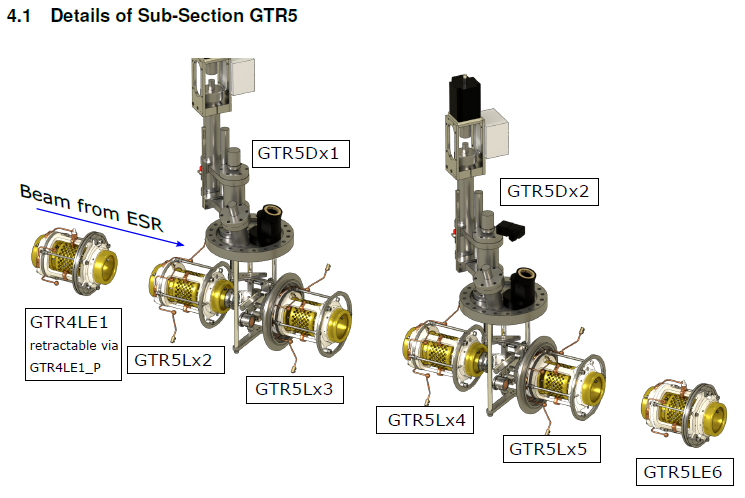 4.1 Details of Sub-Section GTR5
GTR5Dx1
GTR5Dx2
Beam from ESR
GTR4LE1
retractable via
GTR4LE1_P
GTR5Lx2
GTR5Lx3
GTR5Lx4
GTR5Lx5
GTR5LE6